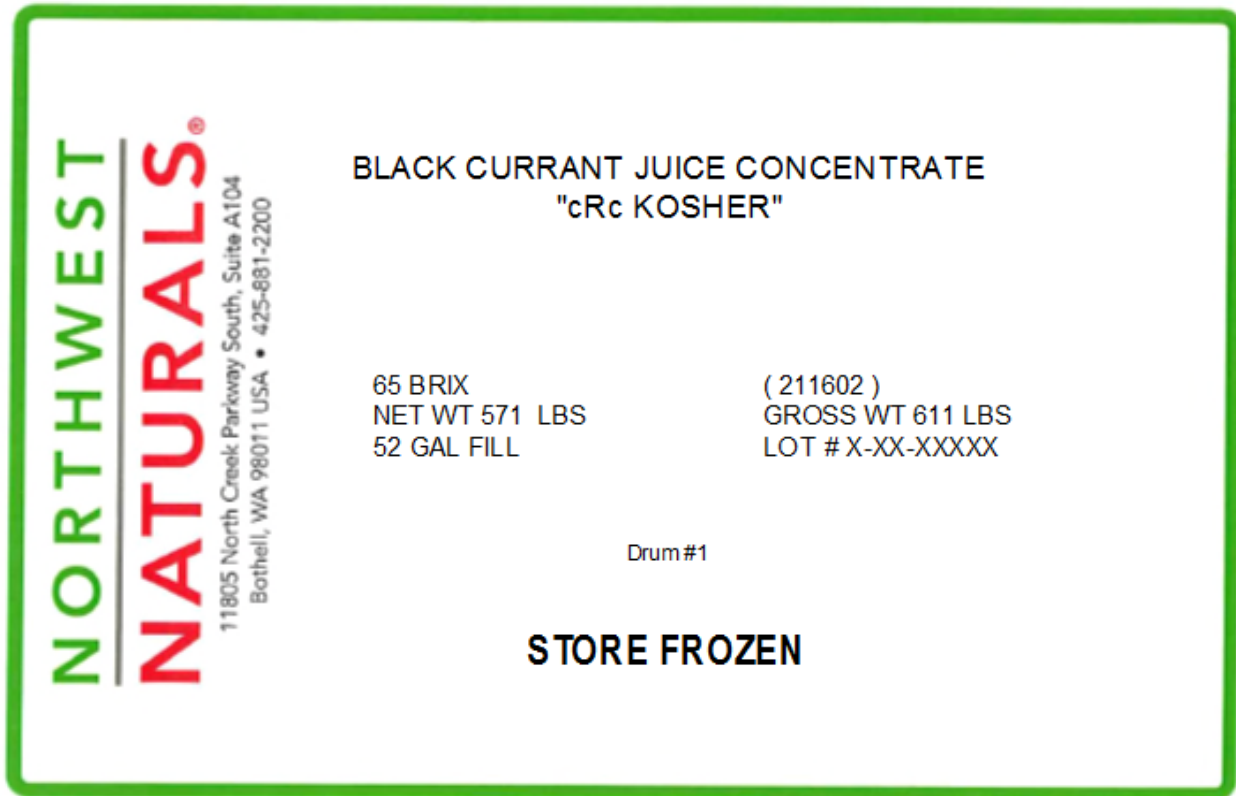 NORTHWEST
NATURALS®
11805 North Creek Parkway South, Suite A104
Bothell, WA 98011 USA • 425-881-2200
BLACK CURRANT JUICE CONCENTRATE
"cRc KOSHER"
65 BRIX ( 211602 )
NET WT 571 LBS GROSS WT 611 LBS
52 GAL FILL LOT # X-XX-XXXXX
Drum #1
STORE FROZEN